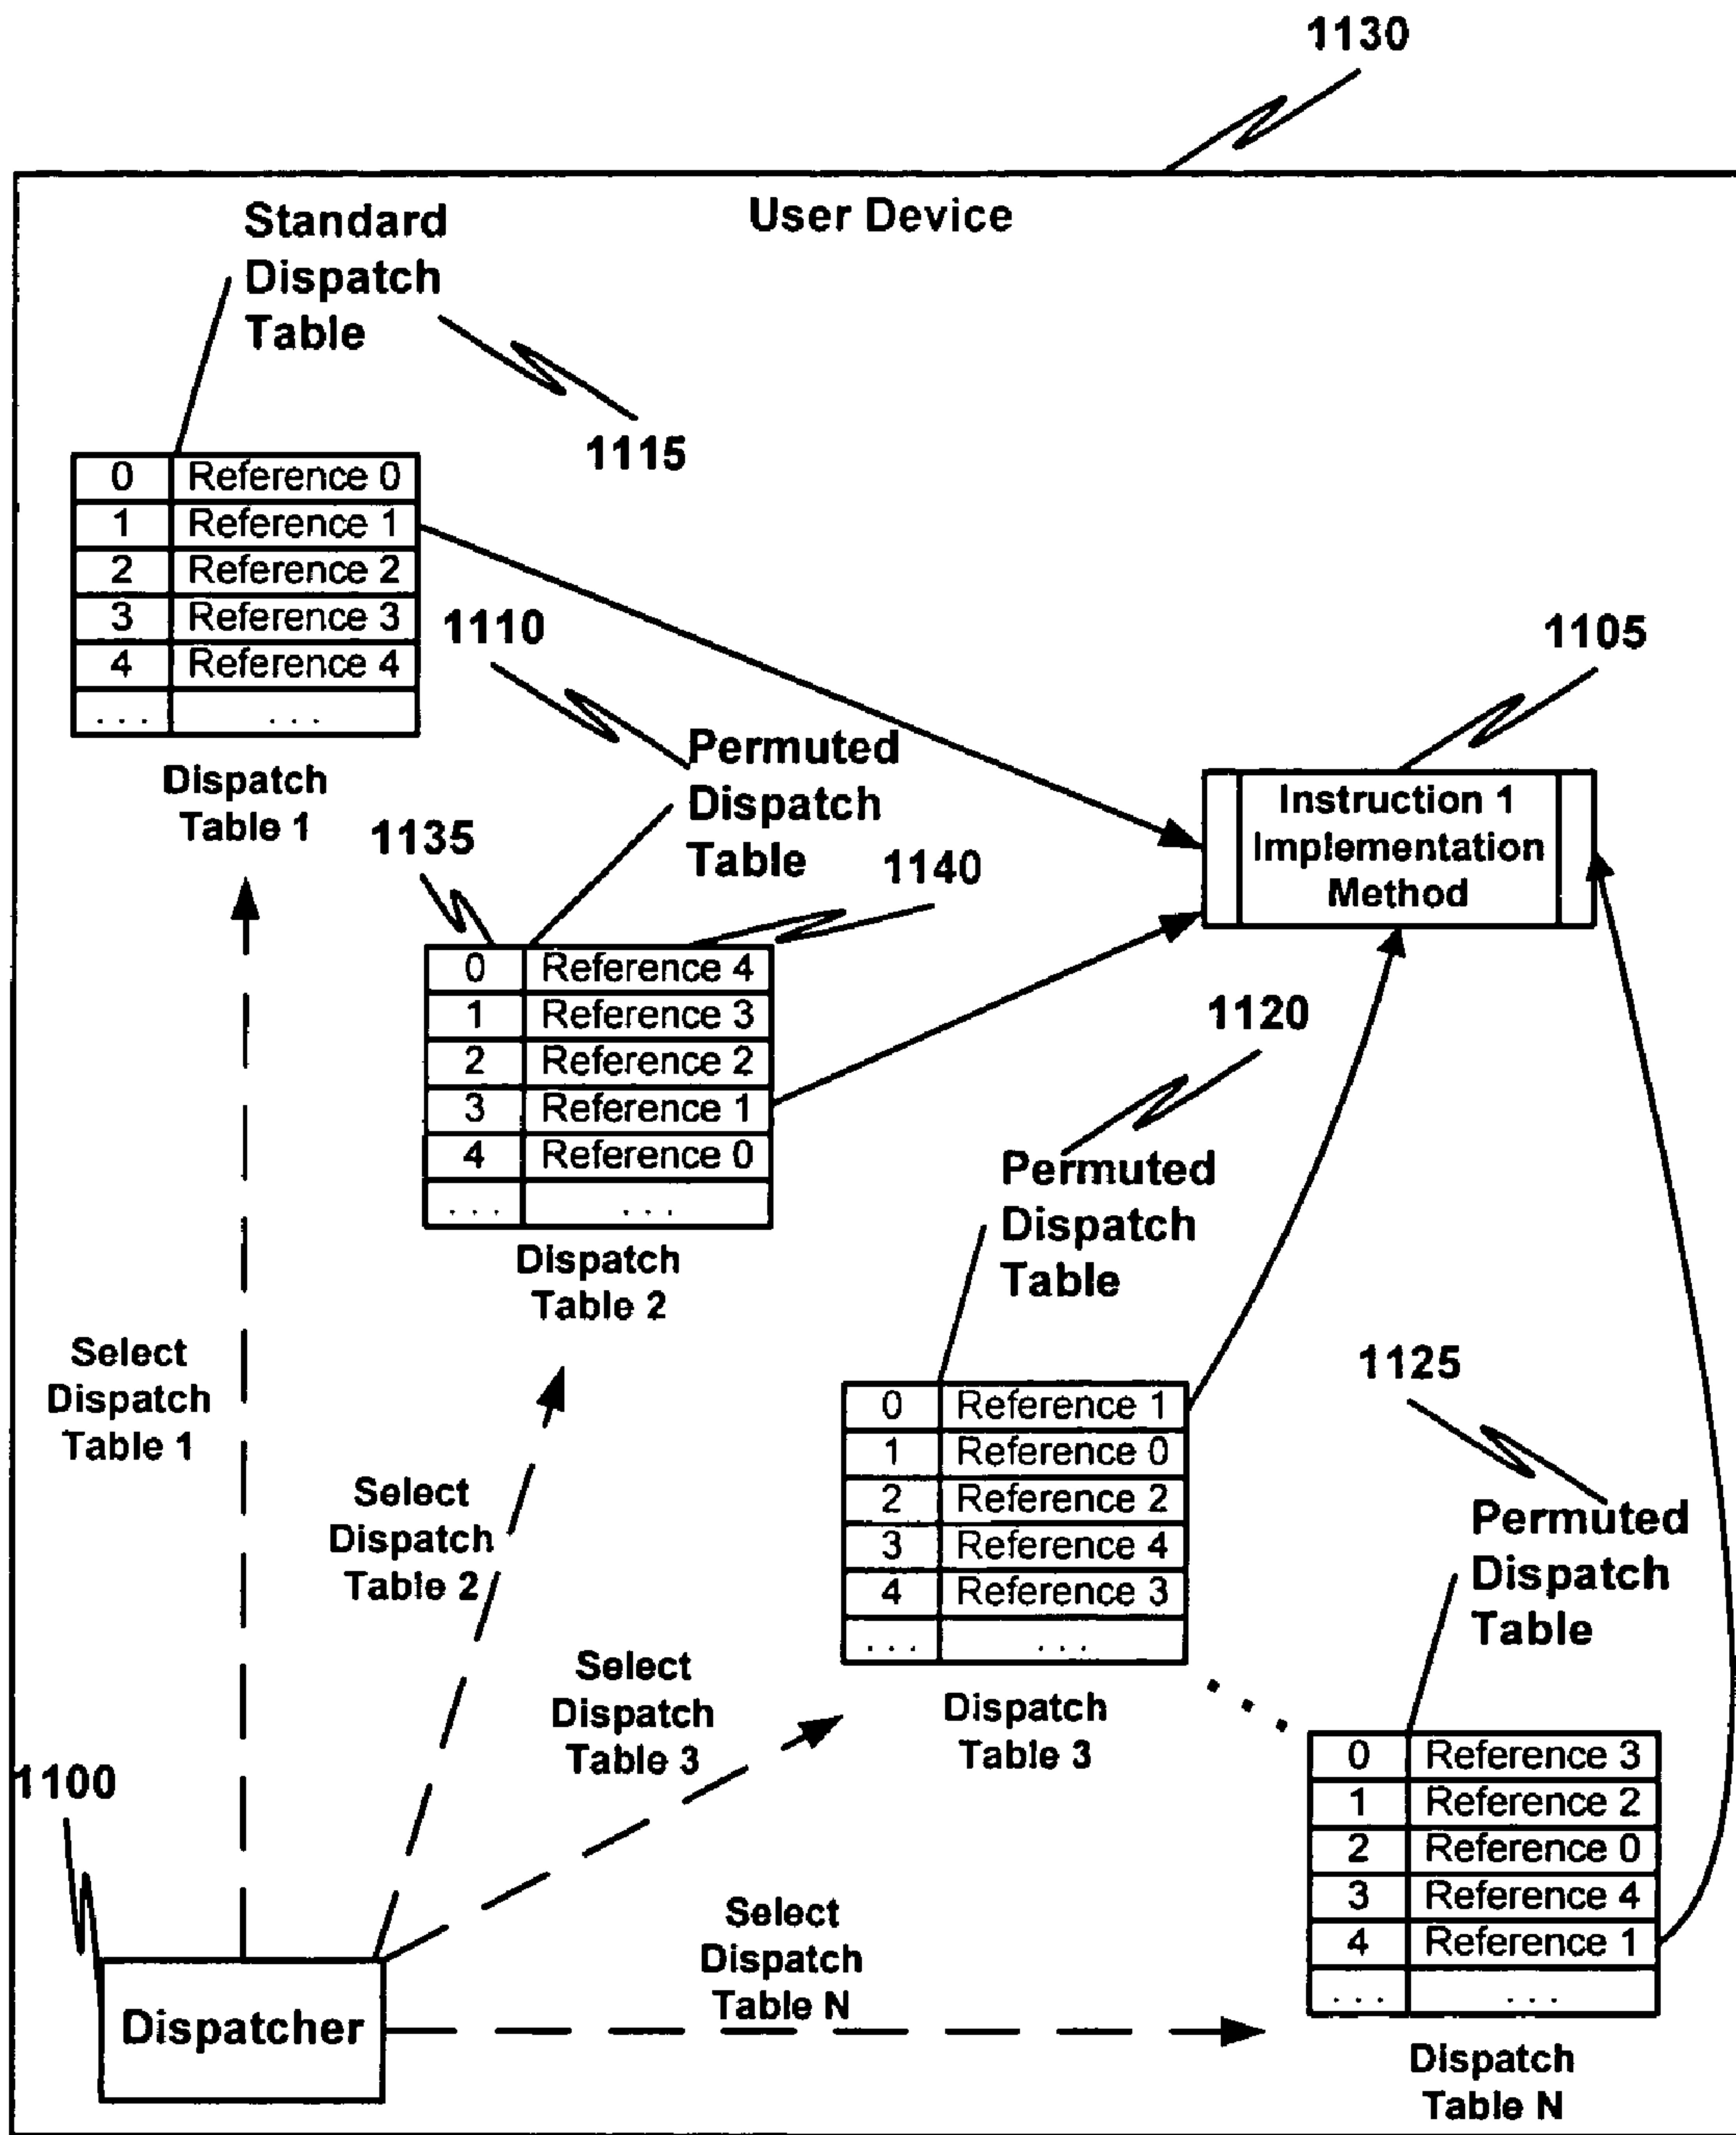 1130
User Device
Standard
Dispatch
Table
1115
0 Reference 0
1 Reference 1
2 Reference 2
3 Reference 3
4 Reference 4
... ...
Dispatch
Table 1
1110
Permuted
Dispatch
Table
1135
1140
0 Reference 4
1 Reference 3
2 Reference 2
3 Reference 1
4 Reference 0
... ...
Dispatch
Table 2
1105
Instruction 1
Implementation
Method
1120
Permuted
Dispatch
Table
0 Reference 1
1 Reference 0
2 Reference 2
3 Reference 4
4 Reference 3
... ...
Dispatch
Table 3
1125
Permuted
Dispatch
Table
0 Reference 3
1 Reference 2
2 Reference 0
3 Reference 4
4 Reference 1
... ...
Dispatch
Table N
Select
Dispatch
Table 1
Select
Dispatch
Table 2
Select
Dispatch
Table 3
Select
Dispatch
Table N
1100
Dispatcher